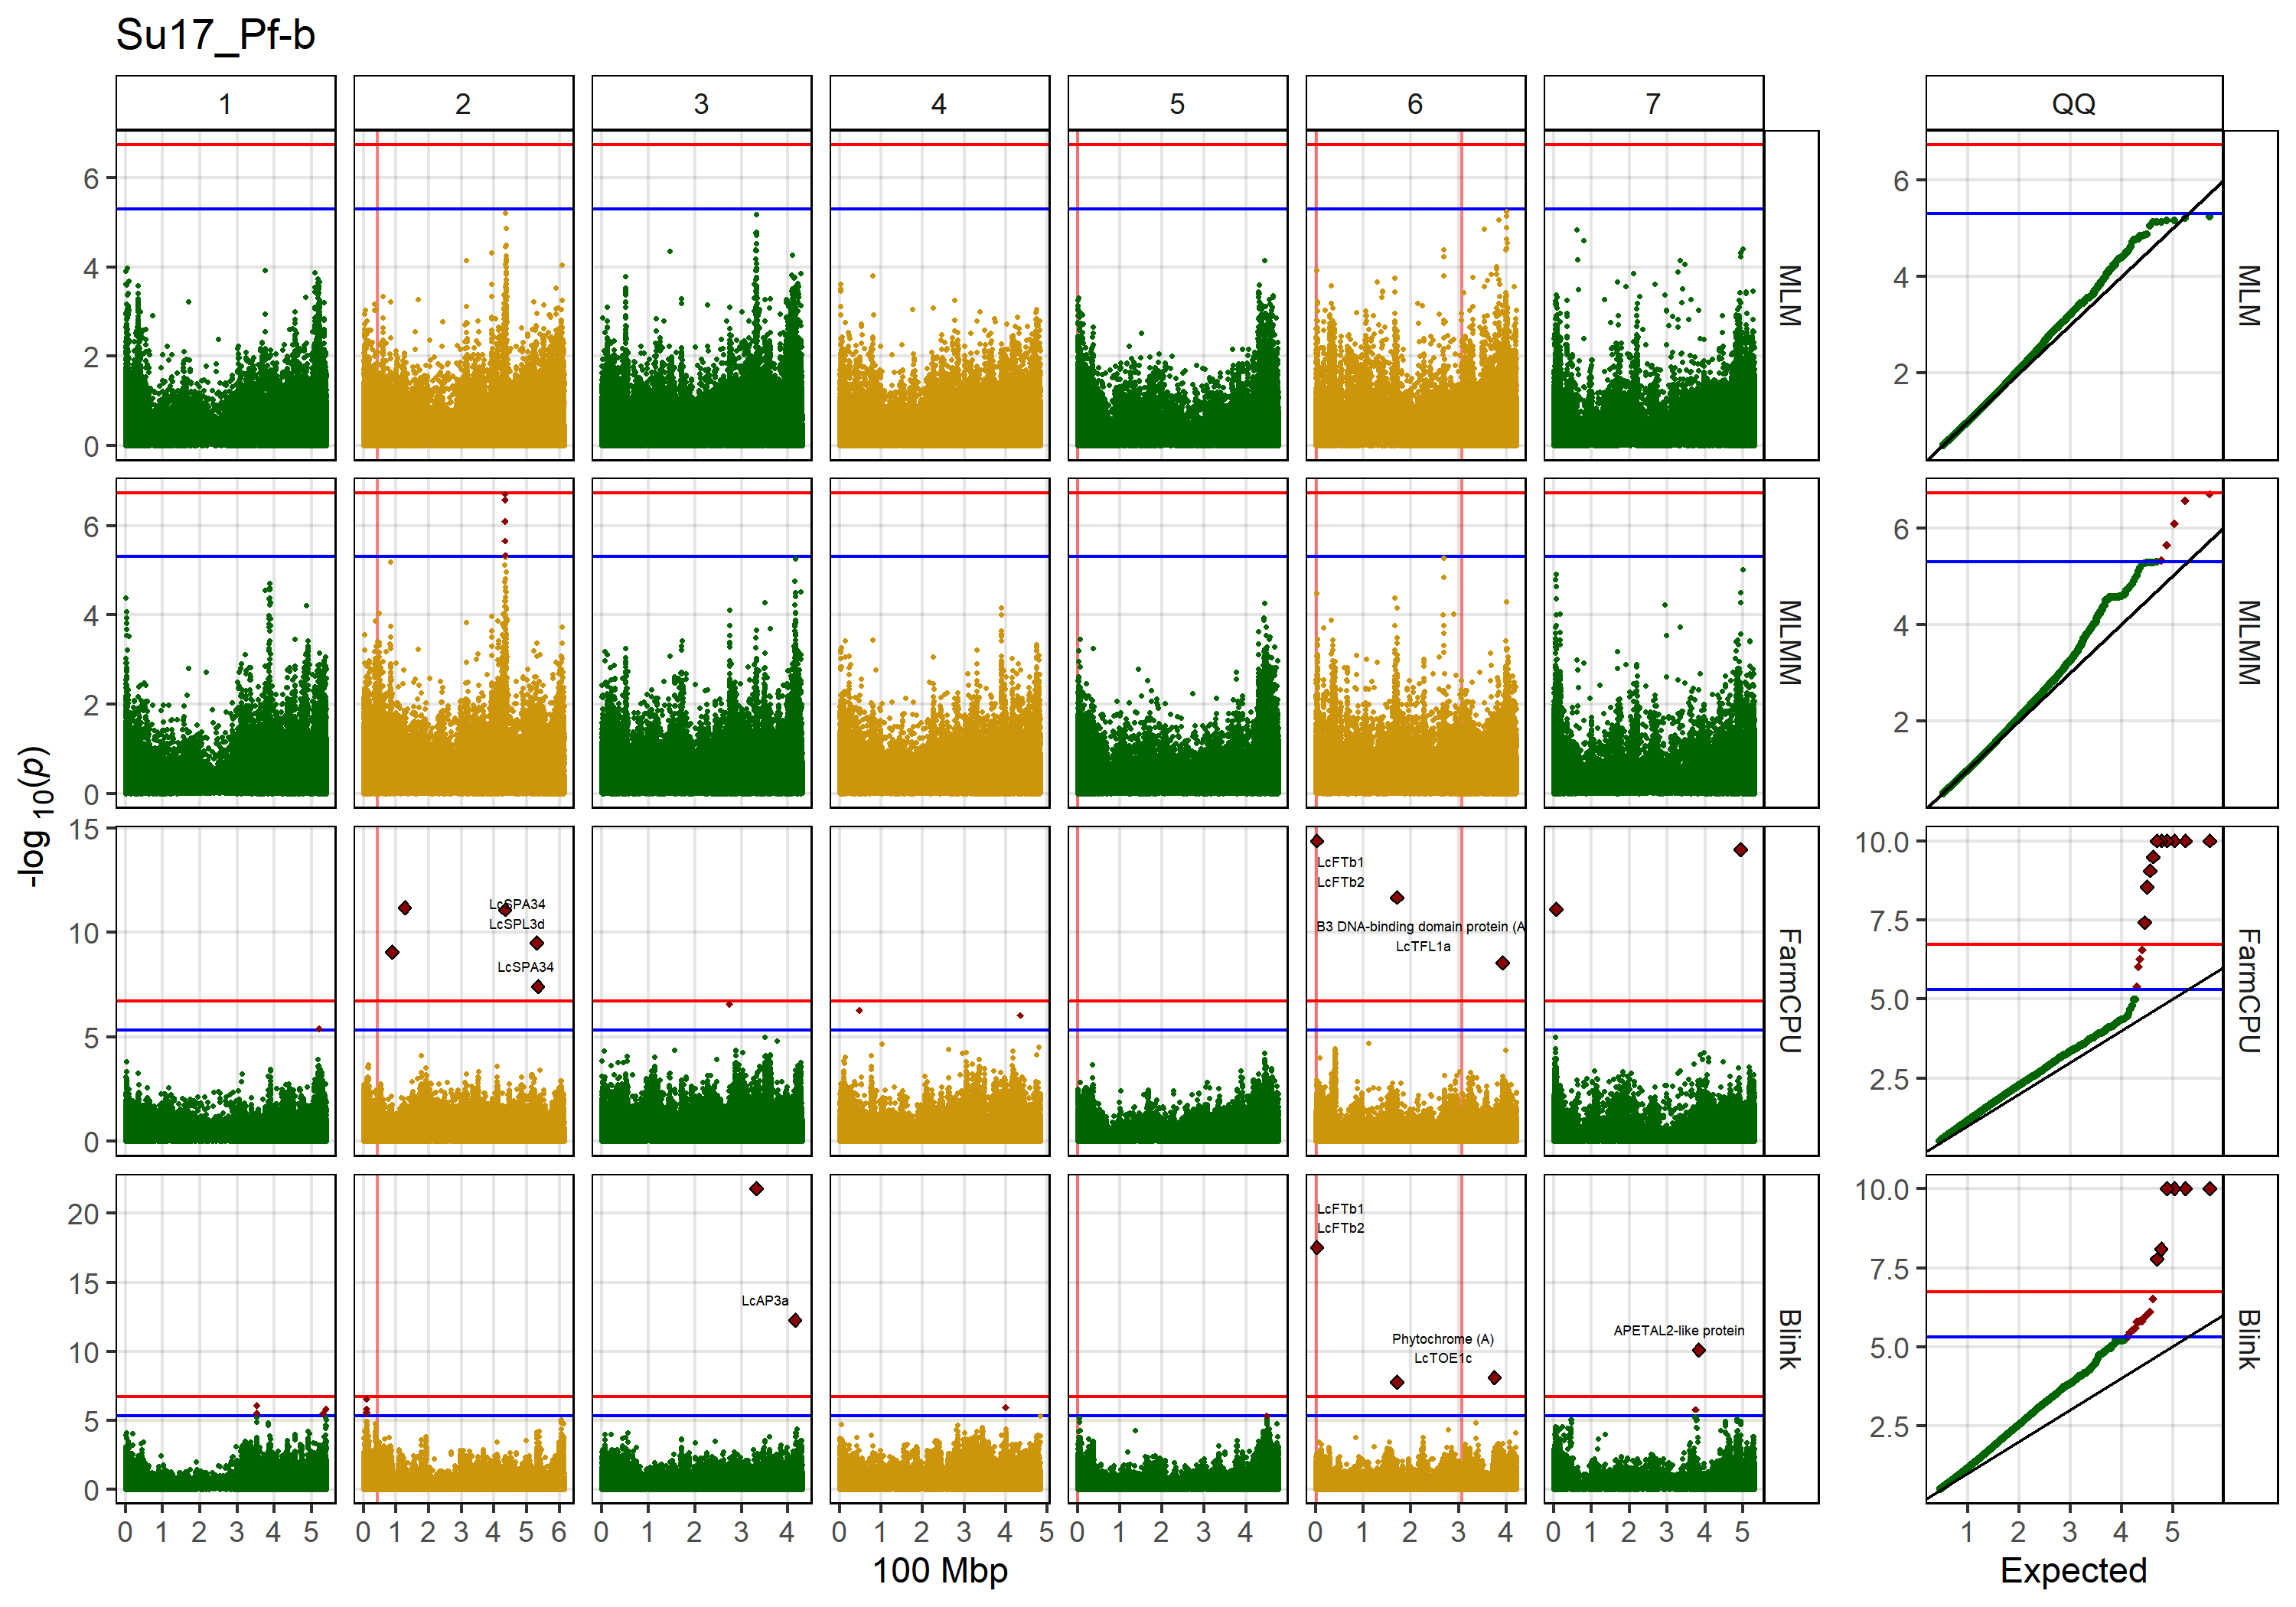 Su17_Pf-b
1 2 3 4 5 6 7 QQ
6
4
2
0
MLM
6
4
2
6
4
2
0
MLMM
6
4
2
15
10
5
0
LcSPA34
LcSPL3d
LcSPA34
LcFTb1
LcFTb2
B3 DNA-binding domain protein (A
LcTFL1a
FarmCPU
10.0
7.5
5.0
2.5
FarmCPU
20
15
10
5
0
LcAP3a
LcFTb1
LcFTb2
Phytochrome (A)
LcTOE1c
APETAL2-like protein
Blink
10.0
7.5
5.0
2.5
Blink
MLM
MLMM
-log 10(p)
0 1 2 3 4 5 0 1 2 3 4 5 6 0 1 2 3 4 0 1 2 3 4 5 0 1 2 3 4 0 1 2 3 4 0 1 2 3 4 5 1 2 3 4 5
100 Mbp
Expected